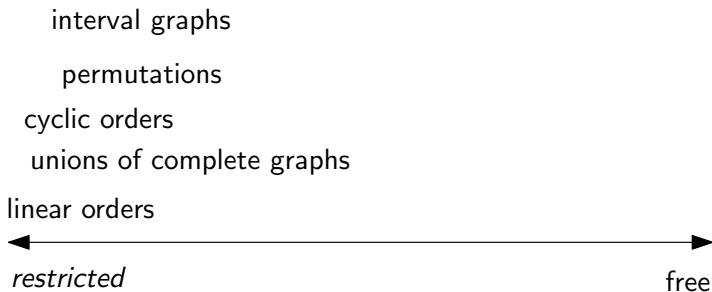 interval graphs
permutations
cyclic orders
unions of complete graphs
linear orders
restricted
free